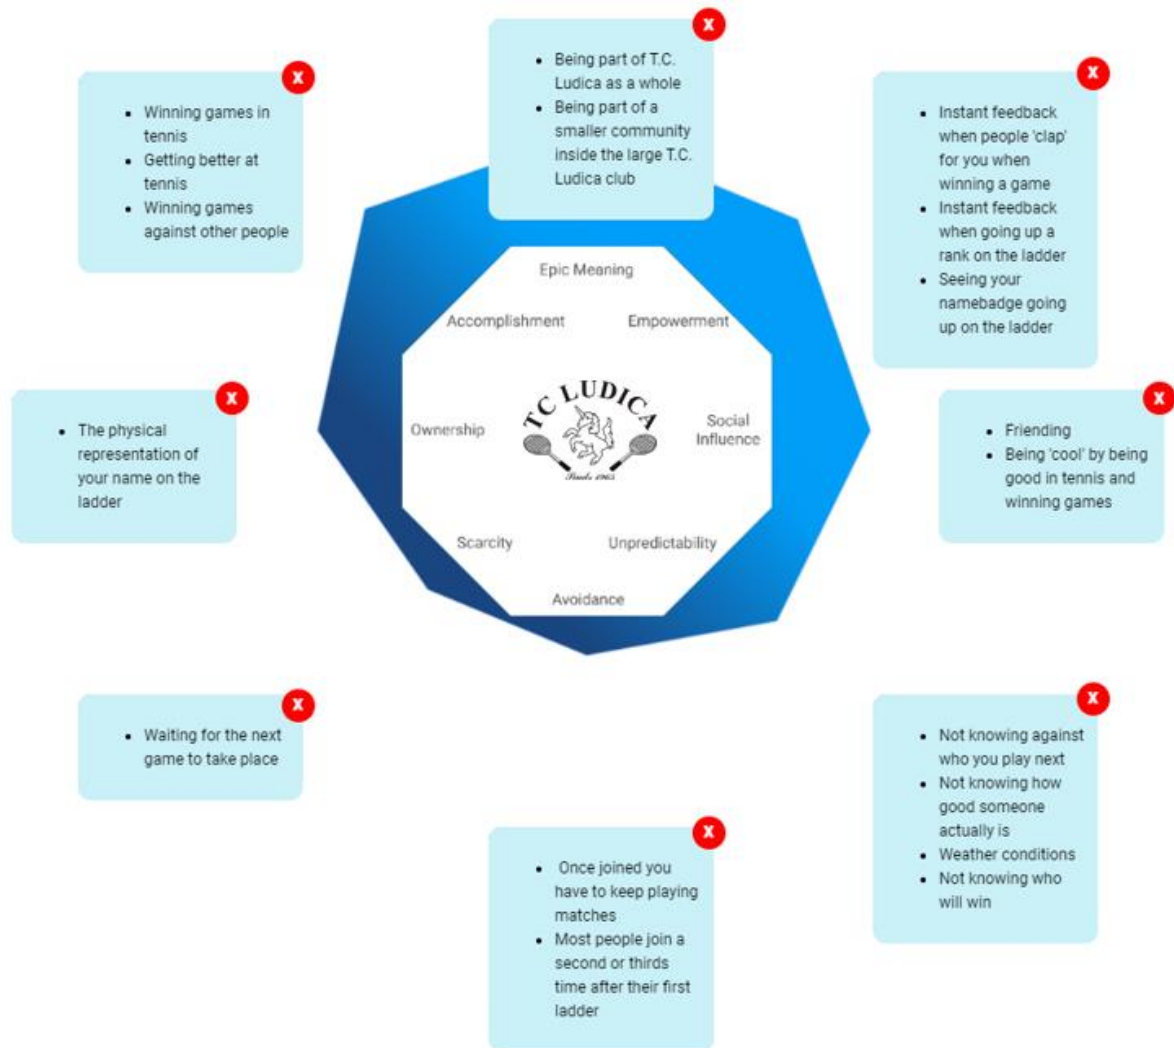 X
• Being part of T.C.
Ludica as a whole
• Being part of a
smaller community
inside the large T.C.
Ludica club
X
• Winning games in
tennis
• Getting better at
tennis
• Winning games
against other people
X
• Instant feedback
when people 'clap'
for you when
winning a game
• Instant feedback
when going up a
rank on the ladder
• Seeing your
namebadge going
up on the ladder
Epic Meaning
Accomplishment
Empowerment
X
• The physical
representation of
your name on the
ladder
Ownership
TC LUDICA
Sinds 1965
Social
Influence
X
• Friending
• Being 'cool' by being
good in tennis and
winning games
Scarcity
Unpredictability
Avoidance
X
• Waiting for the next
game to take place
X
• Not knowing against
who you play next
• Not knowing how
good someone
actually is
• Weather conditions
• Not knowing who
will win
X
• Once joined you
have to keep playing
matches
• Most people join a
second or thirds
time after their first
ladder